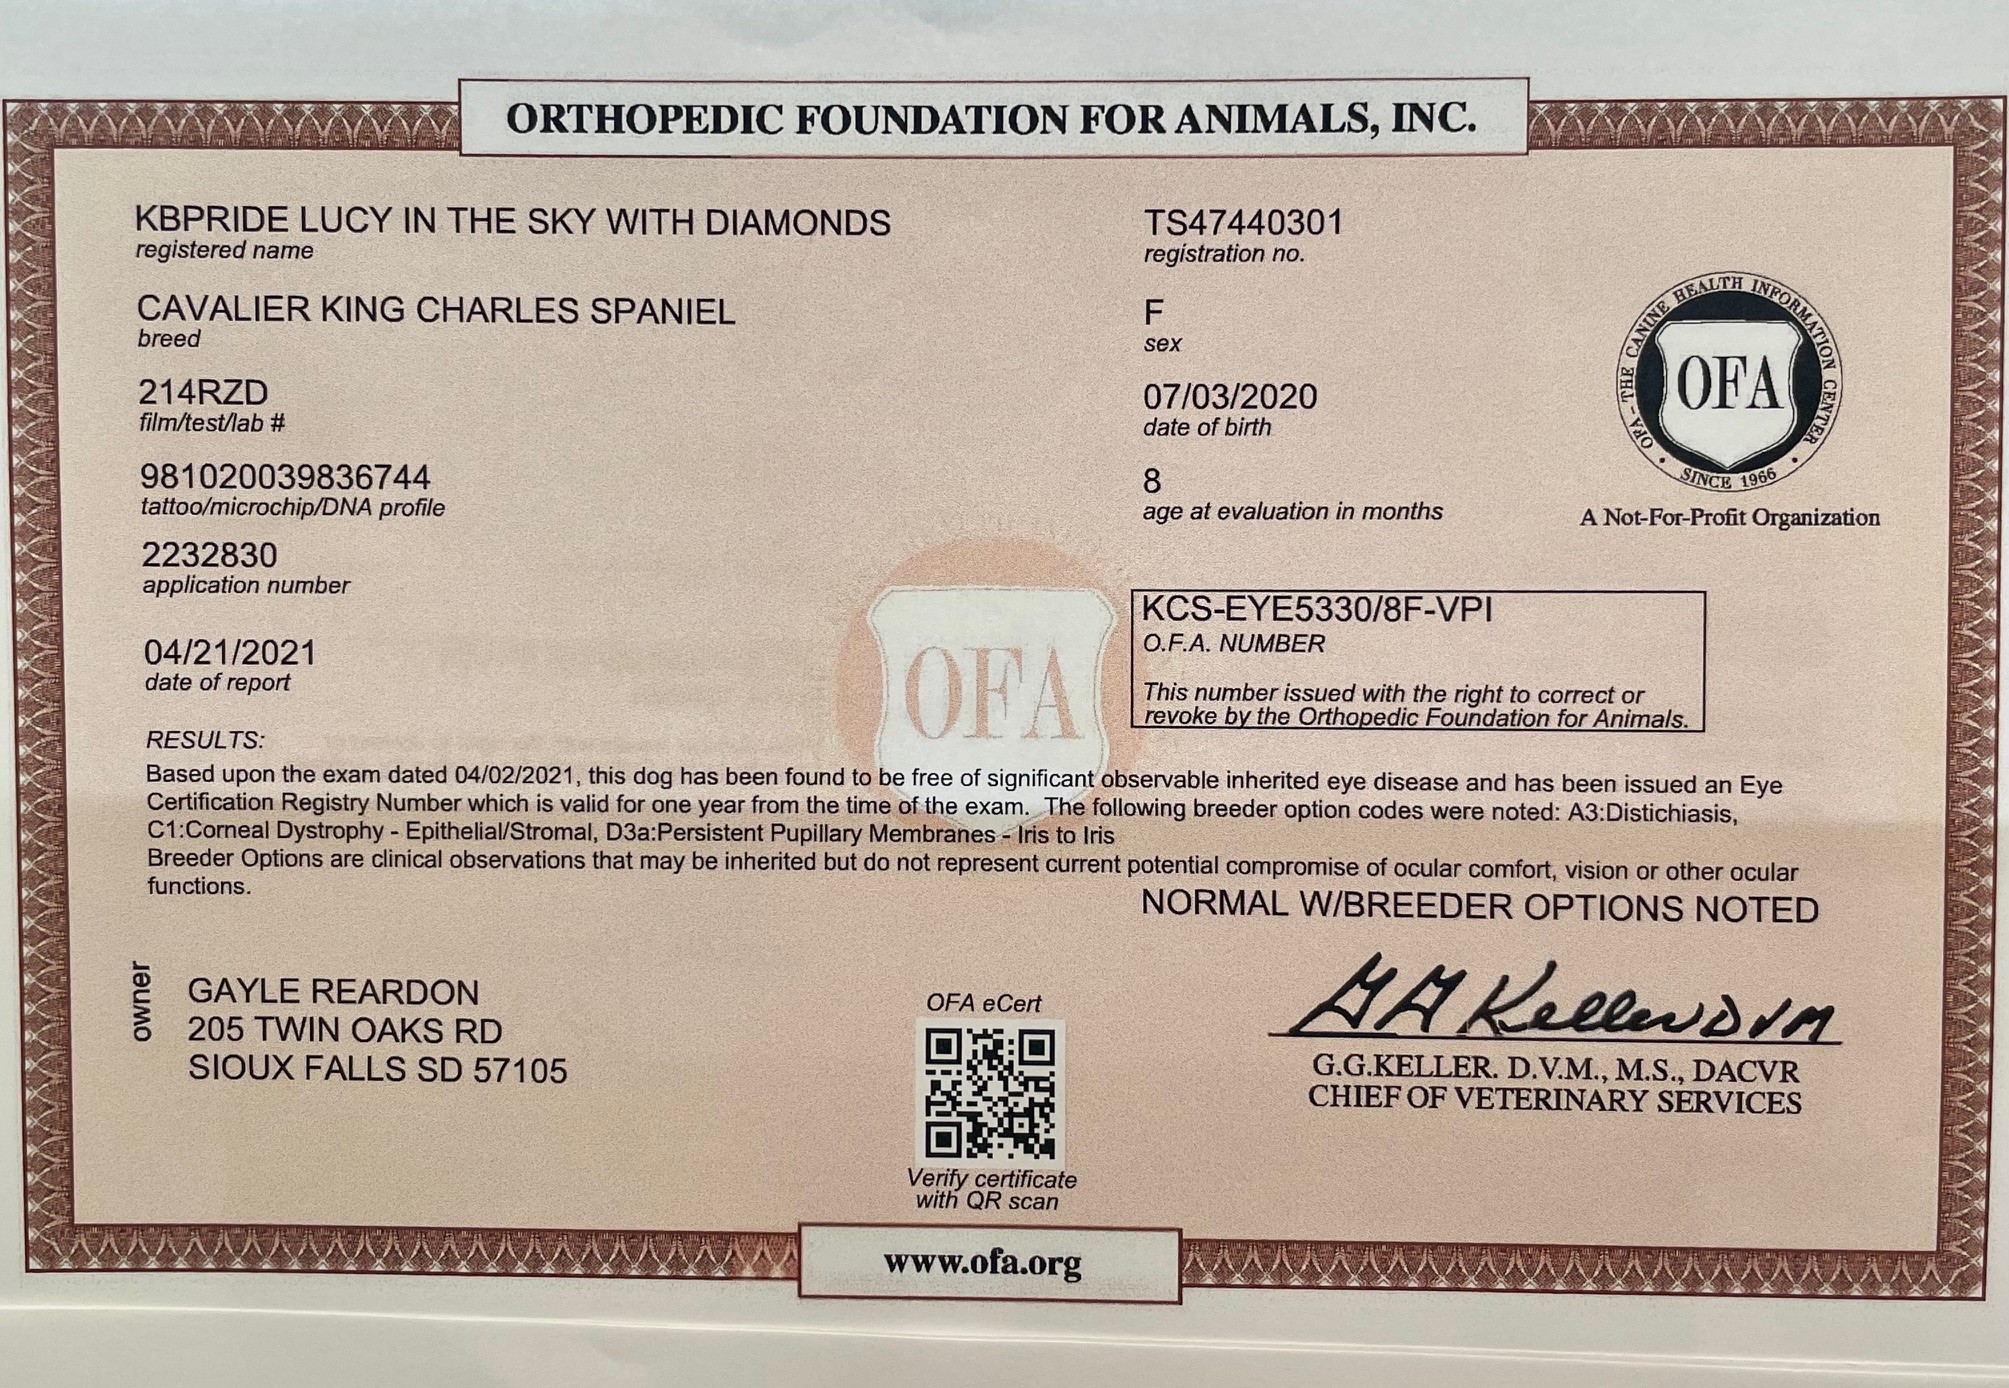 ORTHOPEDIC FOUNDATION FOR ANIMALS, INC.
KBPRIDE LUCY IN THE SKY WITH DIAMONDS
registered name
TS47440301
registration no.
CAVALIER KING CHARLES SPANIEL
breed
F
sex
214RZD
film/test/lab #
07/03/2020
date of birth
981020039836744
tattoo/microchip/DNA profile
8
age at evaluation in months
OFA - THE CANINE HEALTH INFORMATION CENTER
OFA
SINCE 1966
A Not-For-Profit Organization
2232830
application number
04/21/2021
date of report
OFA
KCS-EYE5330/8F-VPI
O.F.A. NUMBER
This number issued with the right to correct or
revoke by the Orthopedic Foundation for Animals.
RESULTS:
Based upon the exam dated 04/02/2021, this dog has been found to be free of significant observable inherited eye disease and has been issued an Eye
Certification Registry Number which is valid for one year from the time of the exam. The following breeder option codes were noted: A3:Distichiasis,
C1:Corneal Dystrophy - Epithelial/Stromal, D3a:Persistent Pupillary Membranes - Iris to Iris
Breeder Options are clinical observations that may be inherited but do not represent current potential compromise of ocular comfort, vision or other ocular
functions.
NORMAL W/BREEDER OPTIONS NOTED
owner
GAYLE REARDON
205 TWIN OAKS RD
SIOUX FALLS SD 57105
OFA eCert
Verify certificate
with QR scan
GG Keller DVM
G.G.KELLER. D.V.M., M.S., DACVR
CHIEF OF VETERINARY SERVICES
www.ofa.org